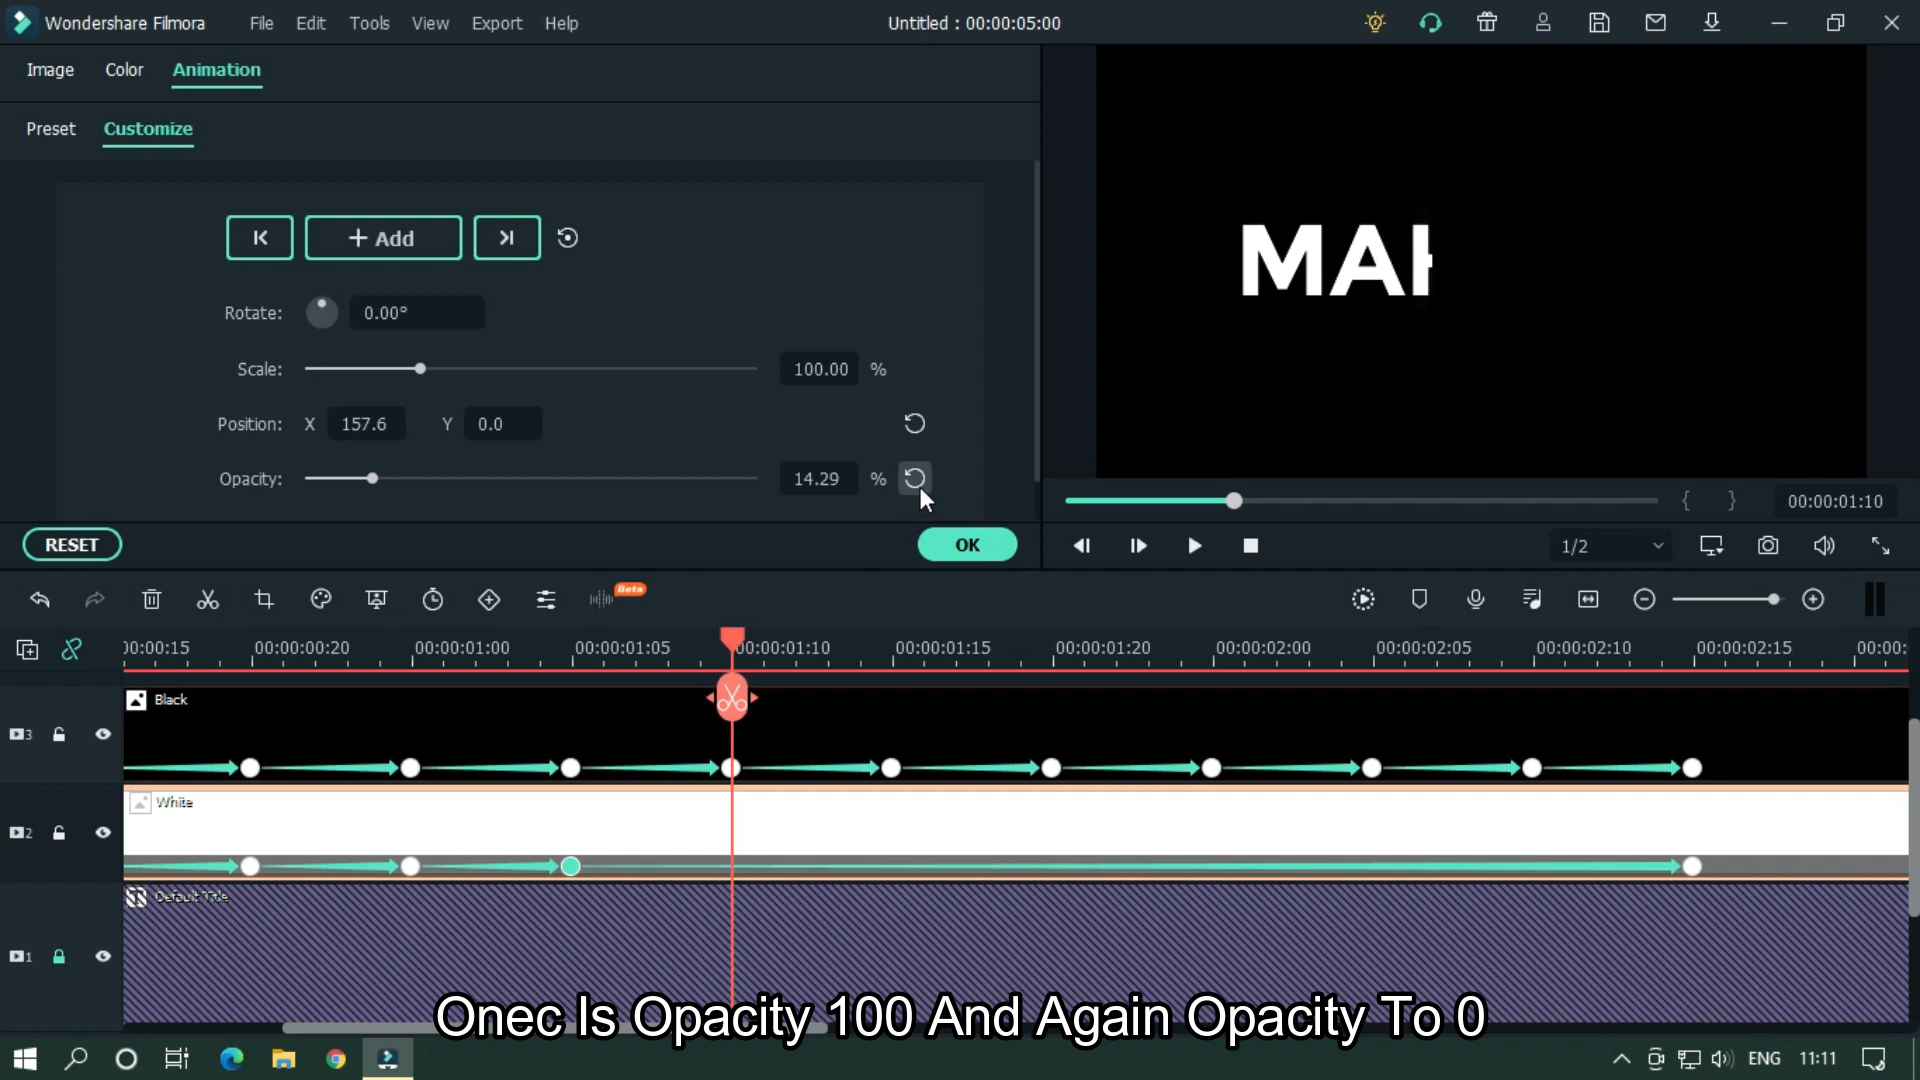 Wondershare Filmora File Edit Tools View Export Help Untitled : 00:00:05:00
Image Color Animation
Preset Customize
+ Add
Rotate: 0.00°
Scale: 100.00 %
Position: X 157.6 Y 0.0
Opacity: 14.29 %
RESET OK
MAK
{ } 00:00:01:10
1/2
Beta
00:00:15 00:00:00:20 00:00:01:00 00:00:01:05 00:00:01:10 00:00:01:15 00:00:01:20 00:00:02:00 00:00:02:05 00:00:02:10 00:00:02:15 00:00:
Black
3
White
2
Default Title
1
Onec Is Opacity 100 And Again Opacity To 0
ENG 11:11